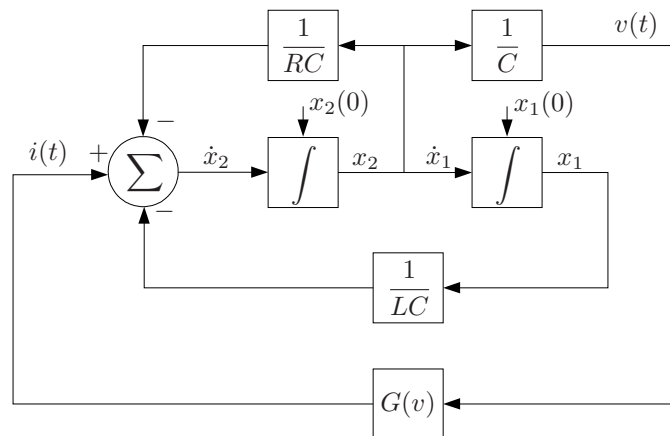 1/RC
1/C
v(t)
−
x₂(0)
x₁(0)
i(t)
+
∑
ẋ₂
∫
x₂
ẋ₁
∫
x₁
−
1/LC
G(v)